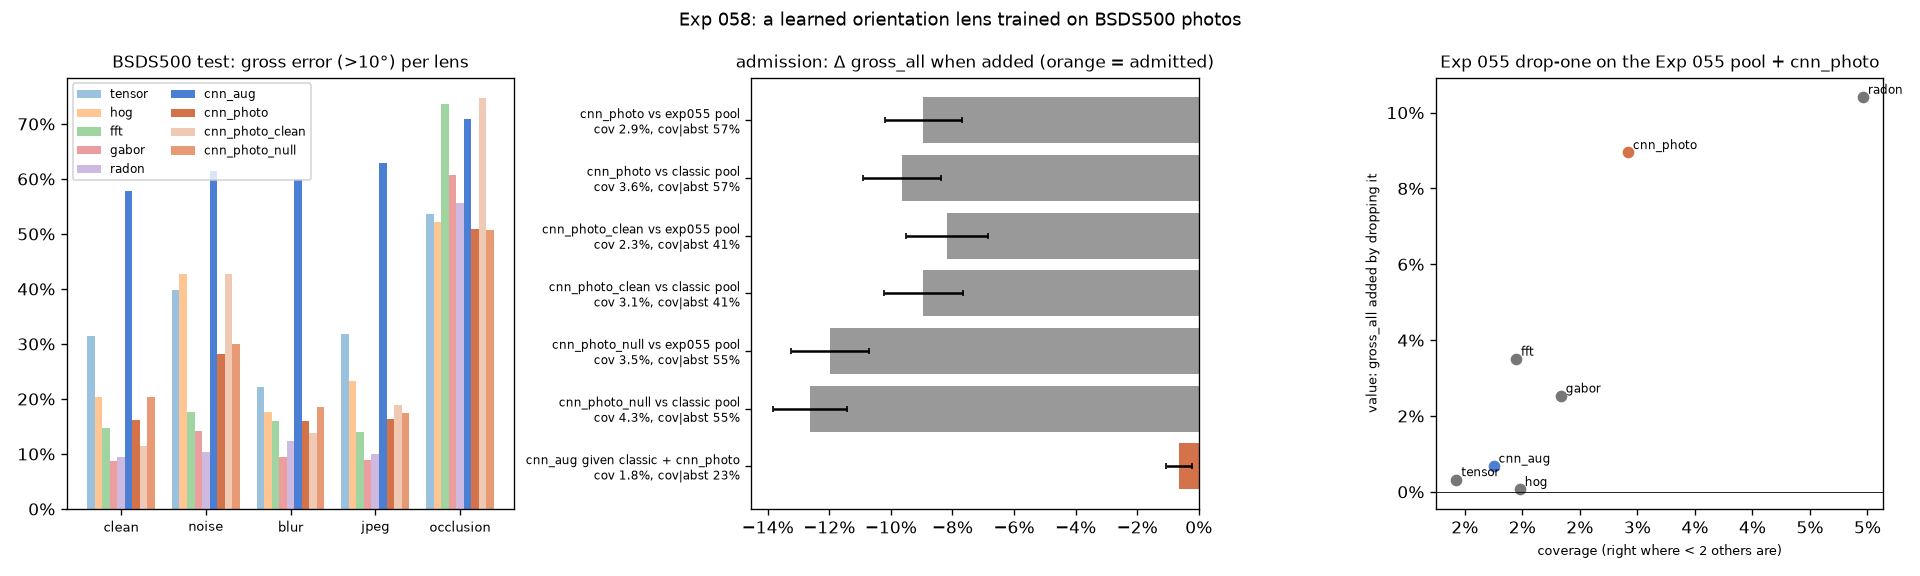 Exp 058: a learned orientation lens trained on BSDS500 photos
BSDS500 test: gross error (>10°) per lens
70%
60%
50%
40%
30%
20%
10%
0%
tensor
hog
fft
gabor
radon
cnn_aug
cnn_photo
cnn_photo_clean
cnn_photo_null
clean
noise
blur
jpeg
occlusion
admission: Δ gross_all when added (orange = admitted)
cnn_photo vs exp055 pool
cov 2.9%, cov|abst 57%
cnn_photo vs classic pool
cov 3.6%, cov|abst 57%
cnn_photo_clean vs exp055 pool
cov 2.3%, cov|abst 41%
cnn_photo_clean vs classic pool
cov 3.1%, cov|abst 41%
cnn_photo_null vs exp055 pool
cov 3.5%, cov|abst 55%
cnn_photo_null vs classic pool
cov 4.3%, cov|abst 55%
cnn_aug given classic + cnn_photo
cov 1.8%, cov|abst 23%
−14%
−12%
−10%
−8%
−6%
−4%
−2%
0%
Exp 055 drop-one on the Exp 055 pool + cnn_photo
value: gross_all added by dropping it
10%
8%
6%
4%
2%
0%
radon
cnn_photo
fft
gabor
cnn_aug
tensor
hog
2%
2%
2%
3%
4%
4%
5%
5%
coverage (right where < 2 others are)